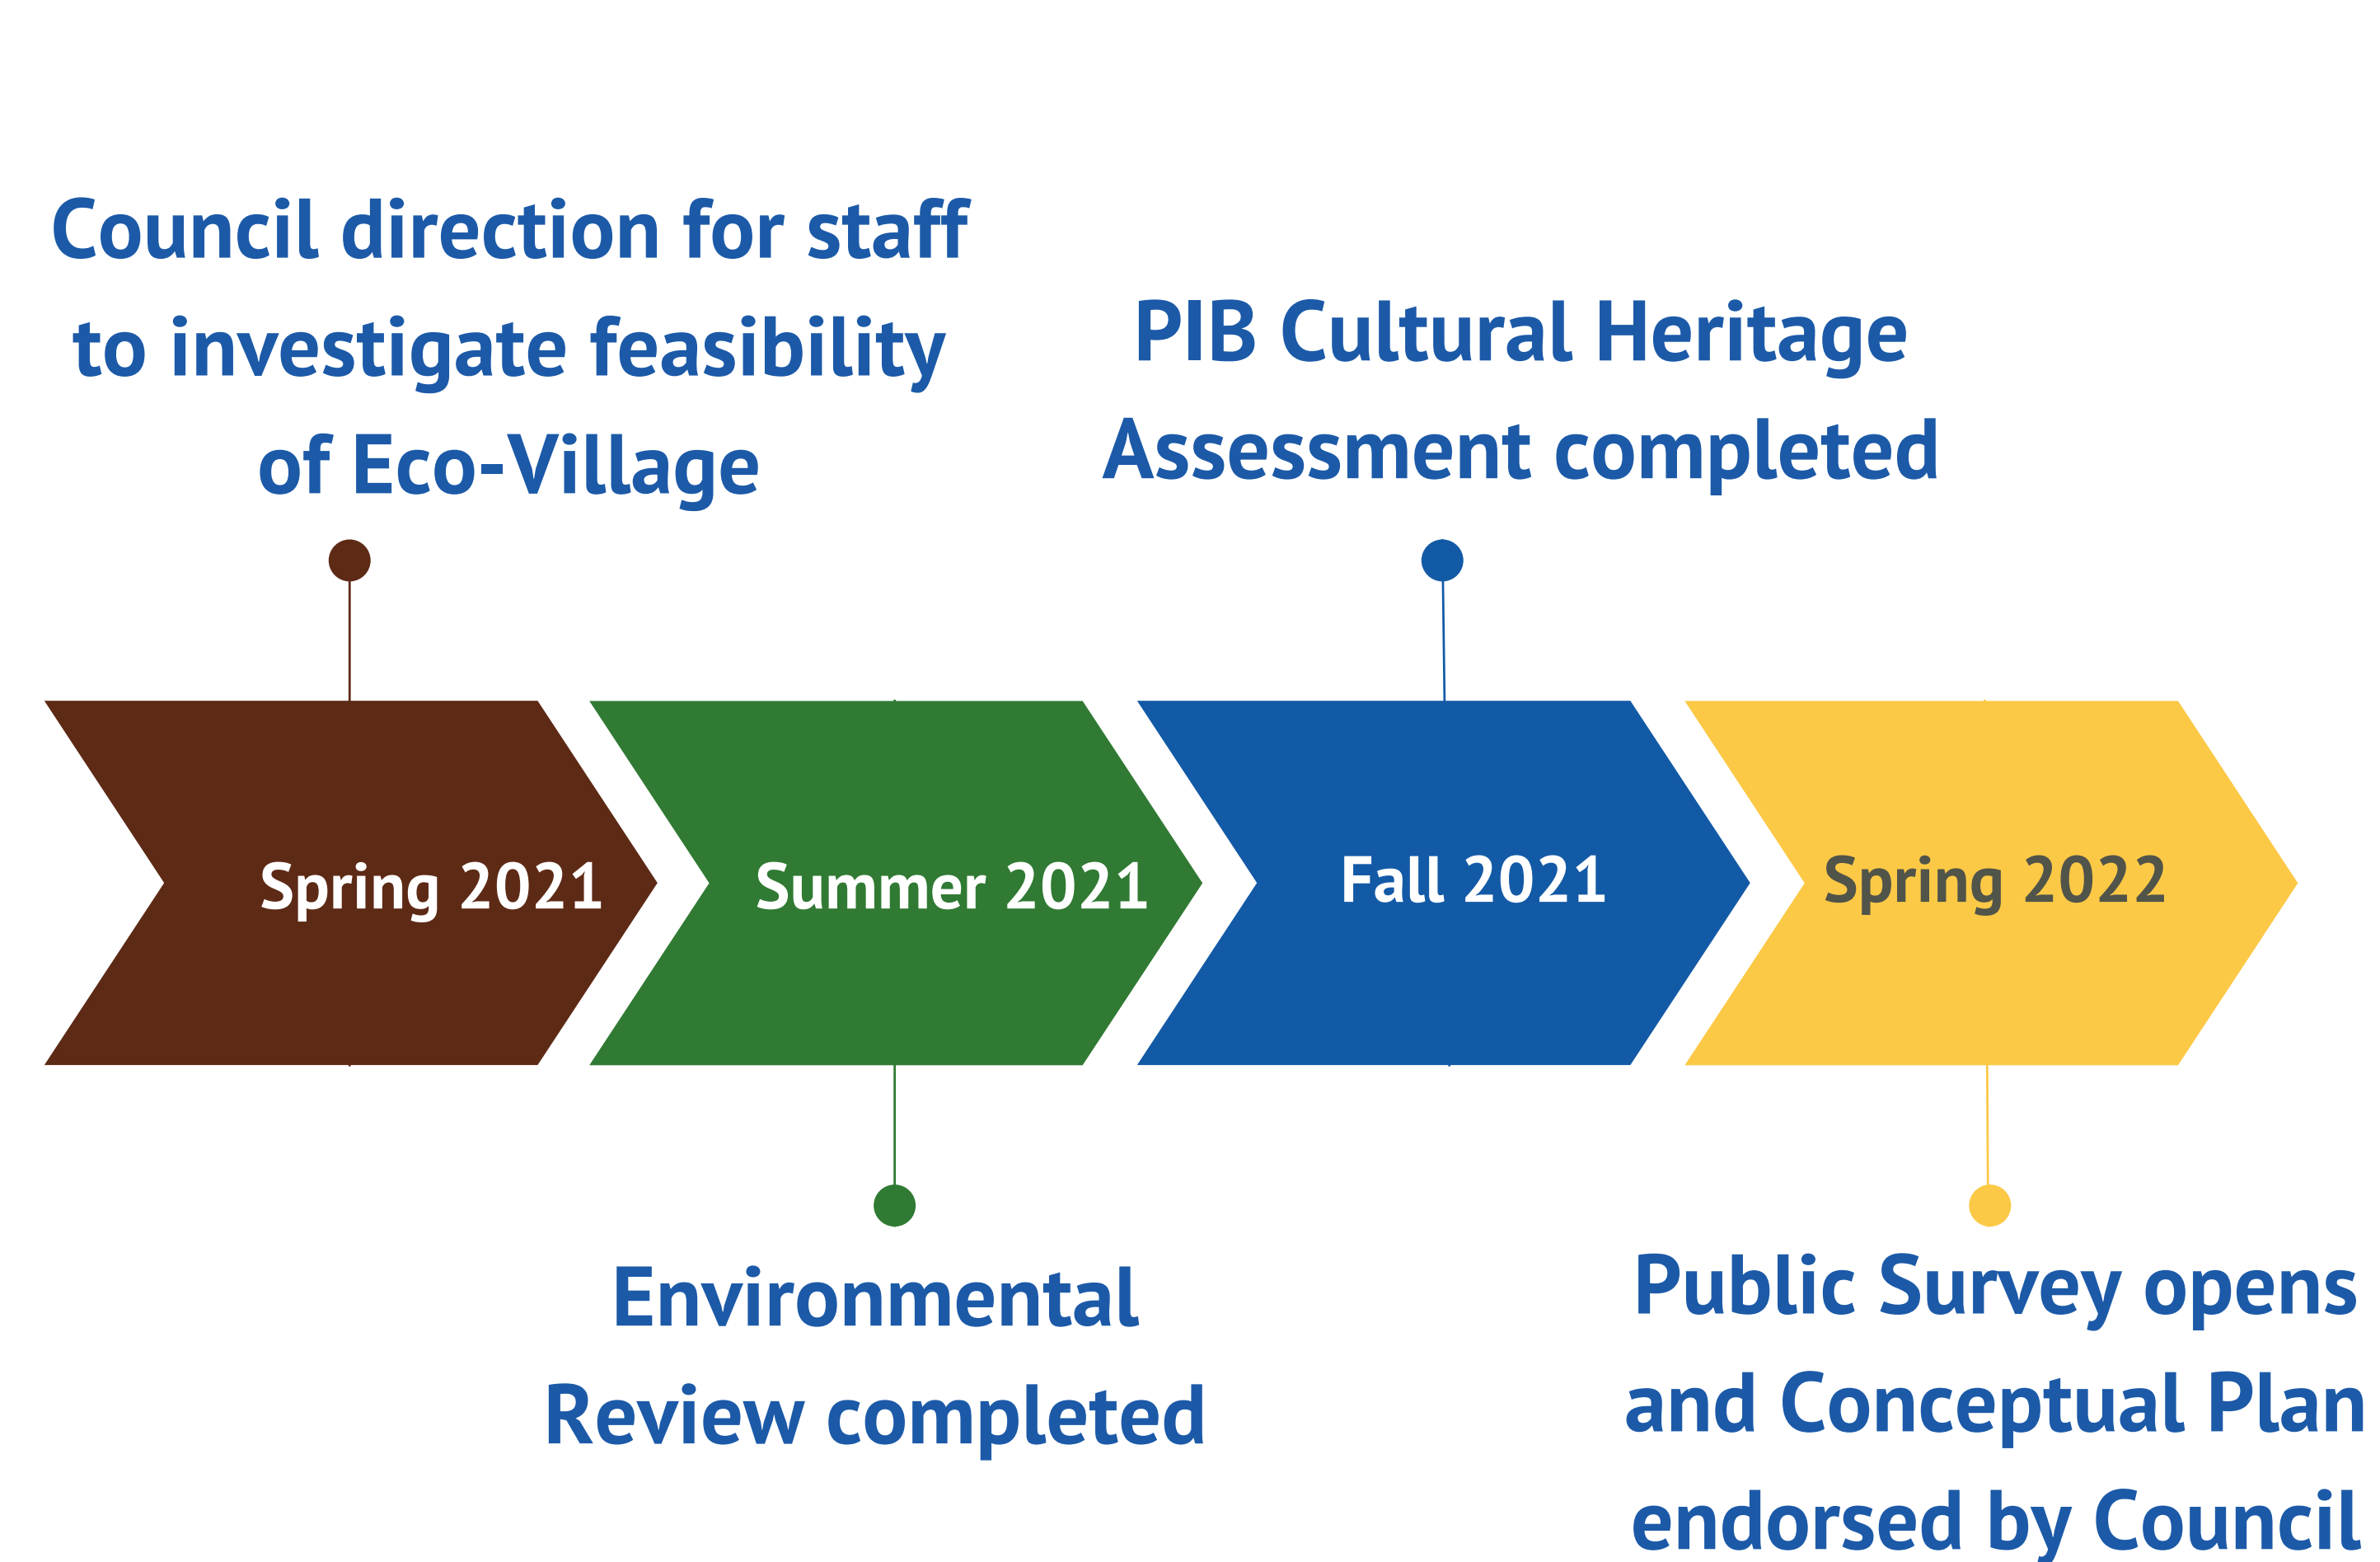 Council direction for staff
to investigate feasibility
of Eco-Village
PIB Cultural Heritage
Assessment completed
Spring 2021
Summer 2021
Fall 2021
Spring 2022
Environmental
Review completed
Public Survey opens
and Conceptual Plan
endorsed by Council